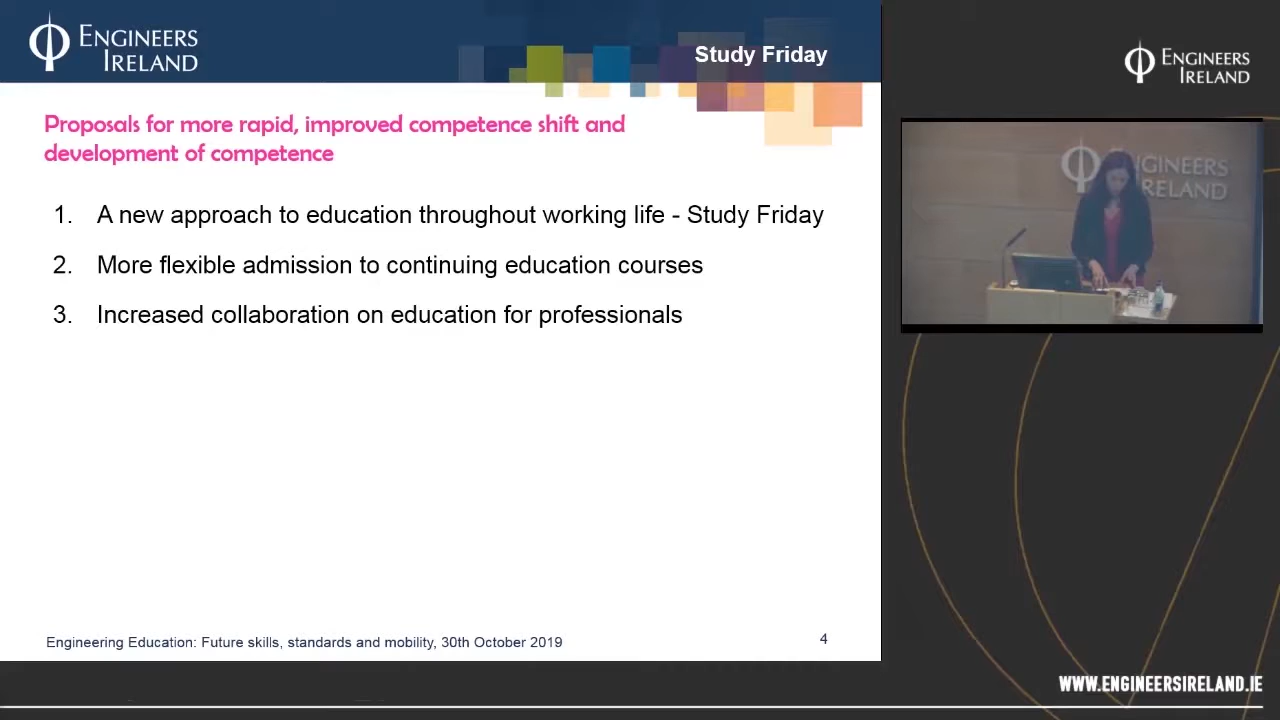 ENGINEERS
IRELAND
Study Friday
Proposals for more rapid, improved competence shift and
development of competence
1. A new approach to education throughout working life - Study Friday
2. More flexible admission to continuing education courses
3. Increased collaboration on education for professionals
Engineering Education: Future skills, standards and mobility, 30th October 2019
4
ENGINEERS
IRELAND
ENGINEERS
IRELAND
WWW.ENGINEERSIRELAND.IE